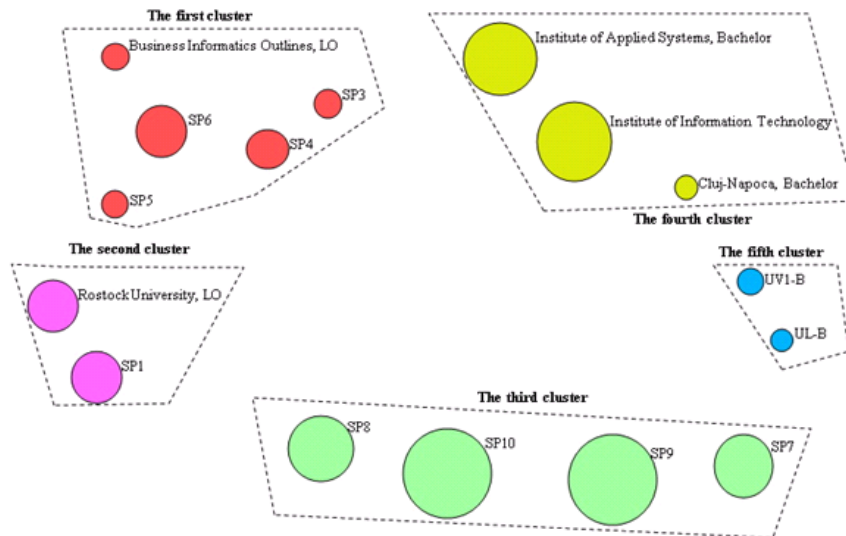 The first cluster
Business Informatics Outlines, LO
SP3
SP6
SP4
SP5
Institute of Applied Systems, Bachelor
Institute of Information Technology
Cluj-Napoca, Bachelor
The fourth cluster
The second cluster
Rostock University, LO
SP1
The fifth cluster
UV1-B
UL-B
The third cluster
SP8
SP10
SP9
SP7